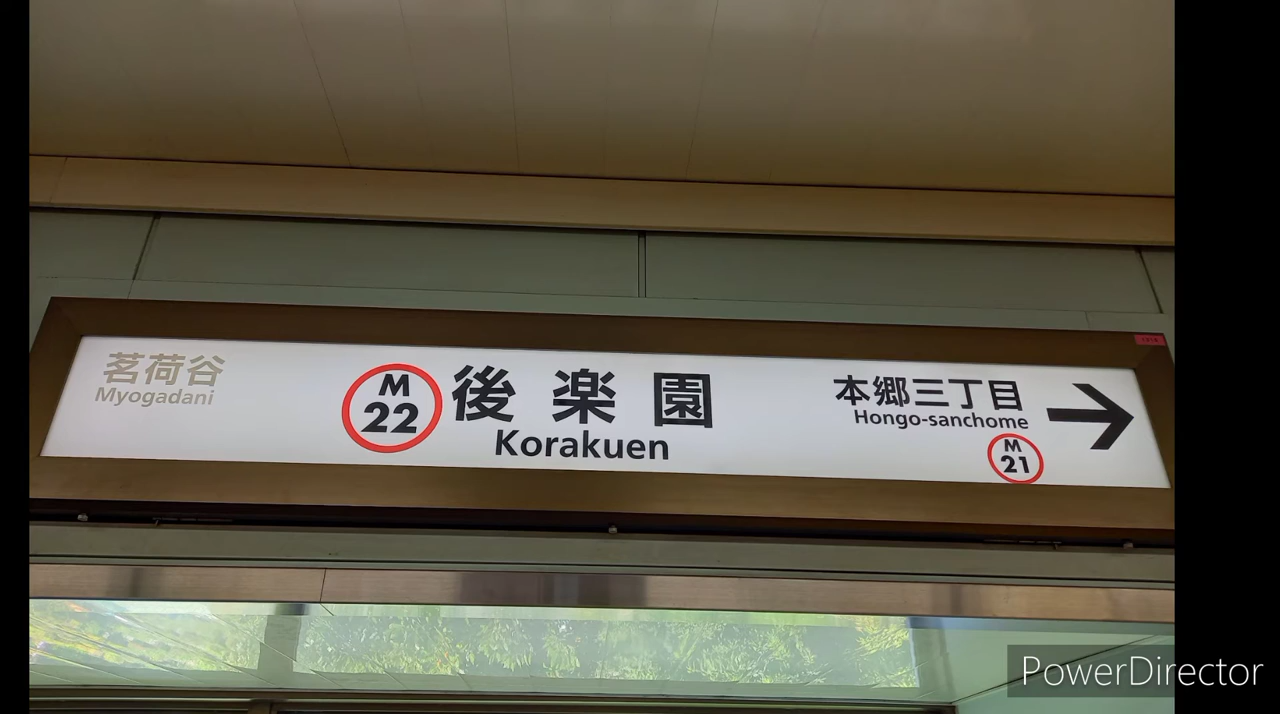 茗荷谷
Myogadani
M
22
後楽園
Korakuen
本郷三丁目
Hongo-sanchome
M
21
PowerDirector